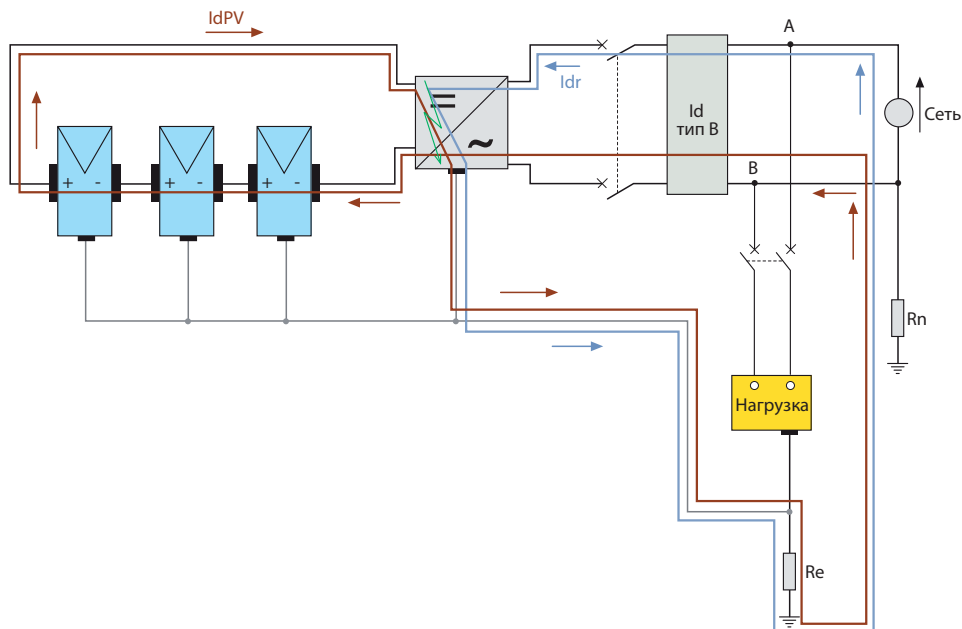 IdPV
A
Idr
Id
тип B
Сеть
+ - + - + -
B
Rn
Нагрузка
Re